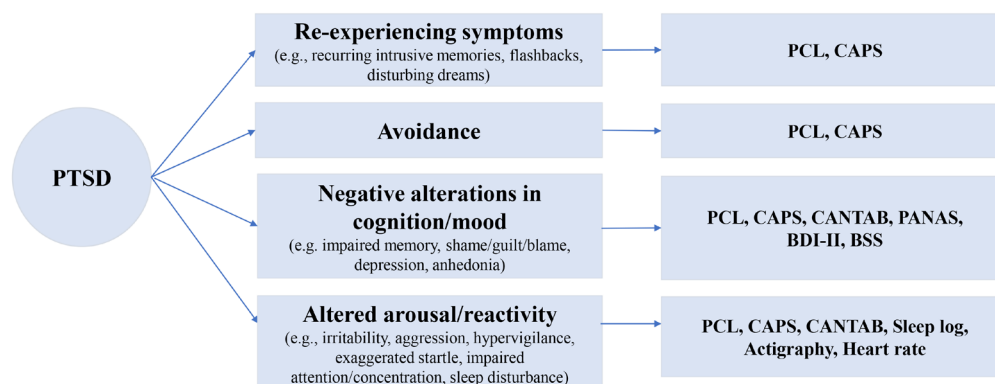 PTSD
Re-experiencing symptoms
(e.g., recurring intrusive memories, flashbacks,
disturbing dreams)
PCL, CAPS
Avoidance
PCL, CAPS
Negative alterations in
cognition/mood
(e.g. impaired memory, shame/guilt/blame,
depression, anhedonia)
PCL, CAPS, CANTAB, PANAS,
BDI-II, BSS
Altered arousal/reactivity
(e.g., irritability, aggression, hypervigilance,
exaggerated startle, impaired
attention/concentration, sleep disturbance)
PCL, CAPS, CANTAB, Sleep log,
Actigraphy, Heart rate